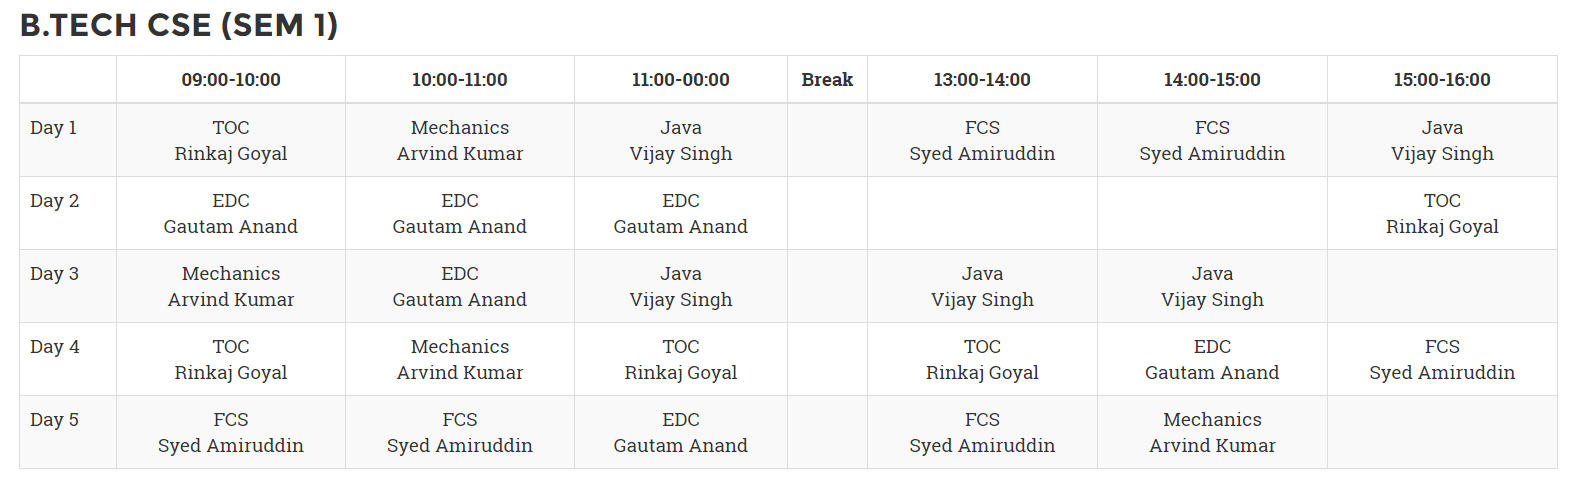 B.TECH CSE (SEM 1)
09:00-10:00 10:00-11:00 11:00-00:00 Break 13:00-14:00 14:00-15:00 15:00-16:00
Day 1 TOC Mechanics Java FCS FCS Java
Rinkaj Goyal Arvind Kumar Vijay Singh Syed Amiruddin Syed Amiruddin Vijay Singh
Day 2 EDC EDC EDC TOC
Gautam Anand Gautam Anand Gautam Anand Rinkaj Goyal
Day 3 Mechanics EDC Java Java Java
Arvind Kumar Gautam Anand Vijay Singh Vijay Singh Vijay Singh
Day 4 TOC Mechanics TOC TOC EDC FCS
Rinkaj Goyal Arvind Kumar Rinkaj Goyal Rinkaj Goyal Gautam Anand Syed Amiruddin
Day 5 FCS FCS EDC FCS Mechanics
Syed Amiruddin Syed Amiruddin Gautam Anand Syed Amiruddin Arvind Kumar